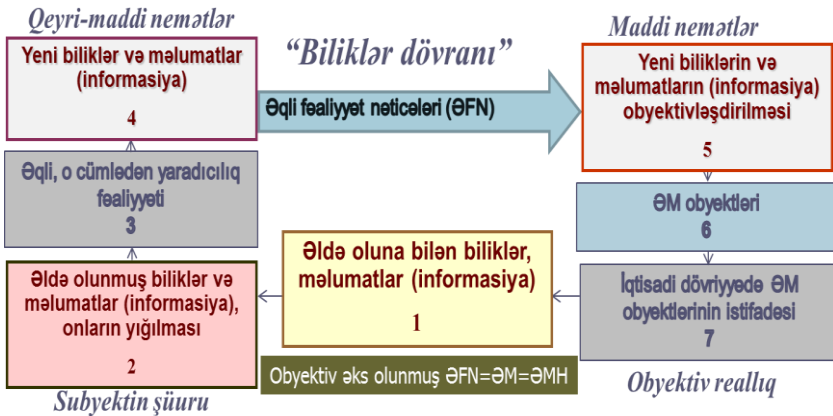 Qeyri-maddi nemətlər
Maddi nemətlər
“Biliklər dövranı”
Yeni biliklər və məlumatlar
(informasiya)
4
Əqli fəaliyyət nəticələri (ƏFN)
Yeni biliklərin və
məlumatların (informasiya)
obyektivləşdirilməsi
5
Əqli, o cümlədən yaradıcılıq
fəaliyyəti
3
ƏM obyektləri
6
Əldə oluna bilən biliklər,
məlumatlar (informasiya)
1
Əldə olunmuş biliklər və
məlumatlar (informasiya),
onların yığılması
2
İqtisadi dövriyyədə ƏM
obyektlərinin istifadəsi
7
Obyektiv əks olunmuş ƏFN=ƏM=ƏMH
Subyektin şüuru
Obyektiv reallıq